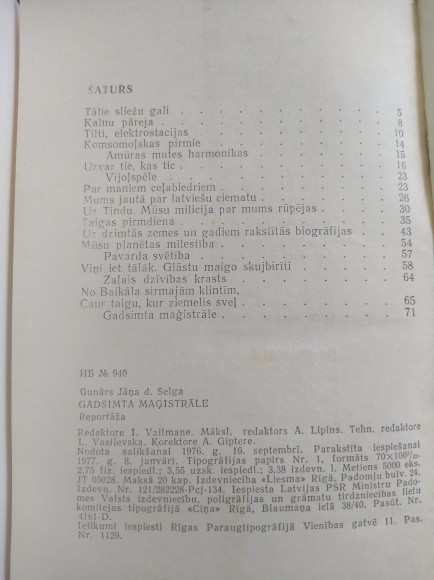 SATURS
Tālie sliežu gali . . . . . . . . . . 5
Kalnu pāreja . . . . . . . . . . 8
Tilti, elektrostacijas . . . . . . . . . 10
Komsomoļskas pirmie . . . . . . . . 14
Amūras mutes harmonikas . . . . . . 15
Uzvar tie, kas tic . . . . . . . . . 16
Vijoļspēle . . . . . . . . . . 23
Par maniem ceļabiedriem . . . . . . . 23
Mums jautā par latviešu ciematu . . . . . 26
Uz Tindu. Mūsu milicija par mums rūpējas . . . 30
Taigas pirmdiena . . . . . . . . . 35
Uz dzimtās zemes un gadiem rakstītās biogrāfijas . . 43
Mūsu planētas mīlestība . . . . . . . 54
Pavarda svētība . . . . . . . . 57
Viņi iet tālāk, Glāstu maigo skujbirīti . . . . 58
Zaļais dzīvības krasts . . . . . . . 64
No Baikāla sirmajām klintīm,
Caur taigu, kur ziemelis sveļ . . . . . . 65
Gadsimta maģistrāle . . . . . . . 71
ИБ № 940
Gunārs Jāņa d. Selga
GADSIMTA MAĢISTRĀLE
Reportāža
Redaktore I. Vaitmane. Māksl. redaktors A. Lipins. Tehn. redaktore
L. Vasiļevska. Korektore A. Giptere.
Nodota salikšanai 1976. g. 16. septembrī. Parakstīta iespiešanai
1977. g. 8. janvārī. Tipogrāfijas papīrs Nr. 1, formāts 70×100¹/₃₂.
2,75 fiz. iespiedl.; 3,55 uzsk. iespiedl.; 3,38 izdevn. l. Metiens 5000 eks.
JT 05028. Maksā 20 kap. Izdevniecība «Liesma» Rīgā, Padomju bulv. 24.
Izdevn. Nr. 121/282228-Pcj-134. Iespiesta Latvijas PSR Ministru Padomes
Valsts izdevniecību, poligrāfijas un grāmatu tirdzniecības lietu
komitejas tipogrāfijā «Cīņa» Rīgā, Blaumaņa ielā 38/40. Pasūt. Nr.
4161-D.
Ielikumi iespiesti Rīgas Paraugtipogrāfijā Vienības gatvē 11. Pas.
Nr. 1129.